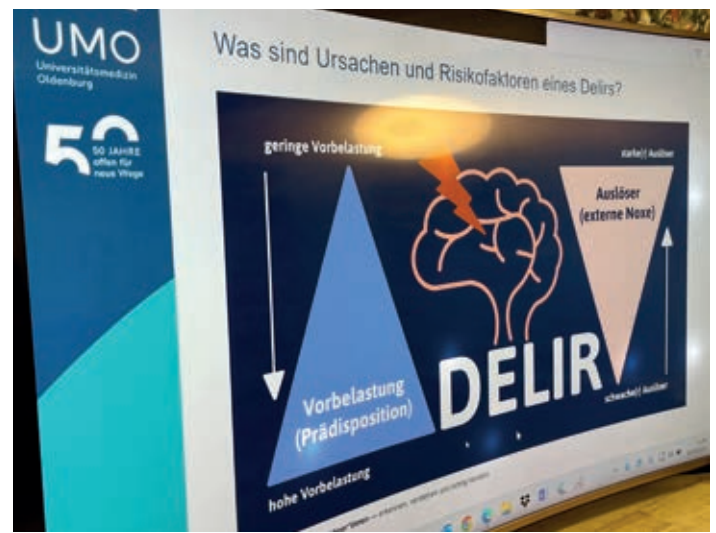 UMO
Universitätsmedizin
Oldenburg
50 JAHRE
offen für
neue Wege
Was sind Ursachen und Risikofaktoren eines Delirs?
geringe Vorbelastung
starke(r) Auslöser
Auslöser
(externe Noxe)
DELIR
Vorbelastung
(Prädisposition)
schwache(r) Auslöser
hohe Vorbelastung